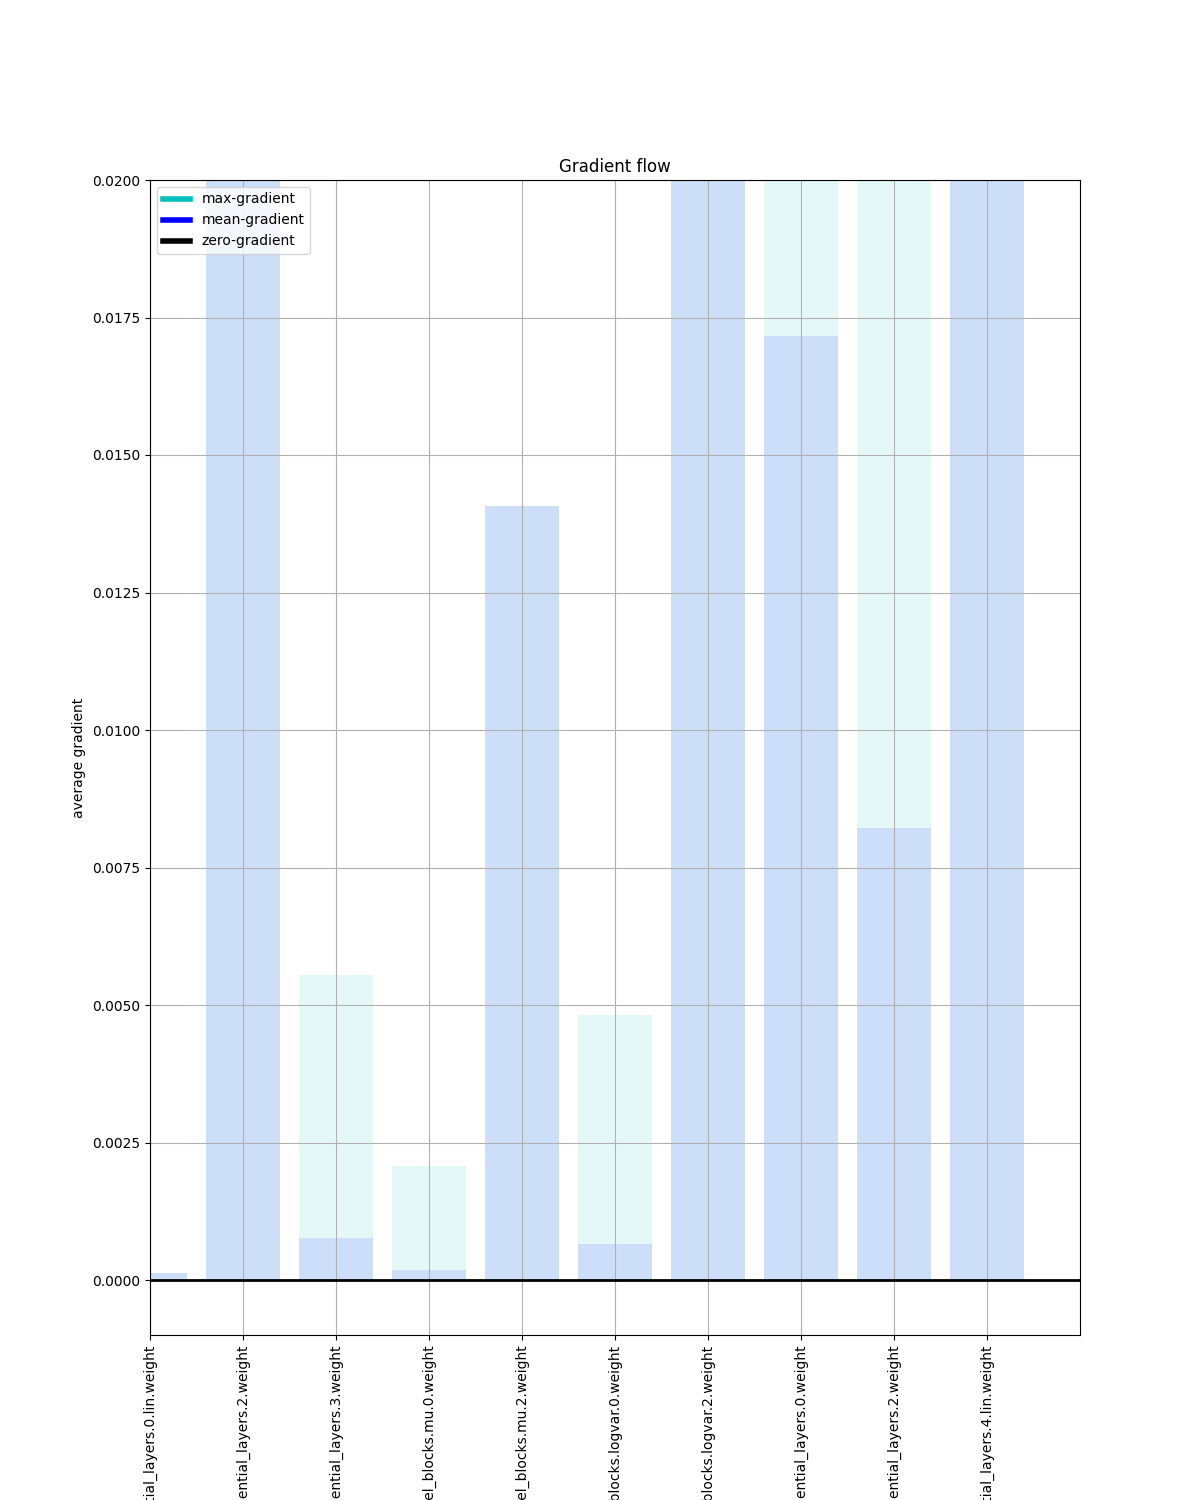 Gradient flow
max-gradient
mean-gradient
zero-gradient
0.0200
0.0175
0.0150
0.0125
0.0100
0.0075
0.0050
0.0025
0.0000
average gradient
tial_layers.0.lin.weight
ential_layers.2.weight
ential_layers.3.weight
el_blocks.mu.0.weight
el_blocks.mu.2.weight
blocks.logvar.0.weight
blocks.logvar.2.weight
ential_layers.0.weight
ential_layers.2.weight
tial_layers.4.lin.weight